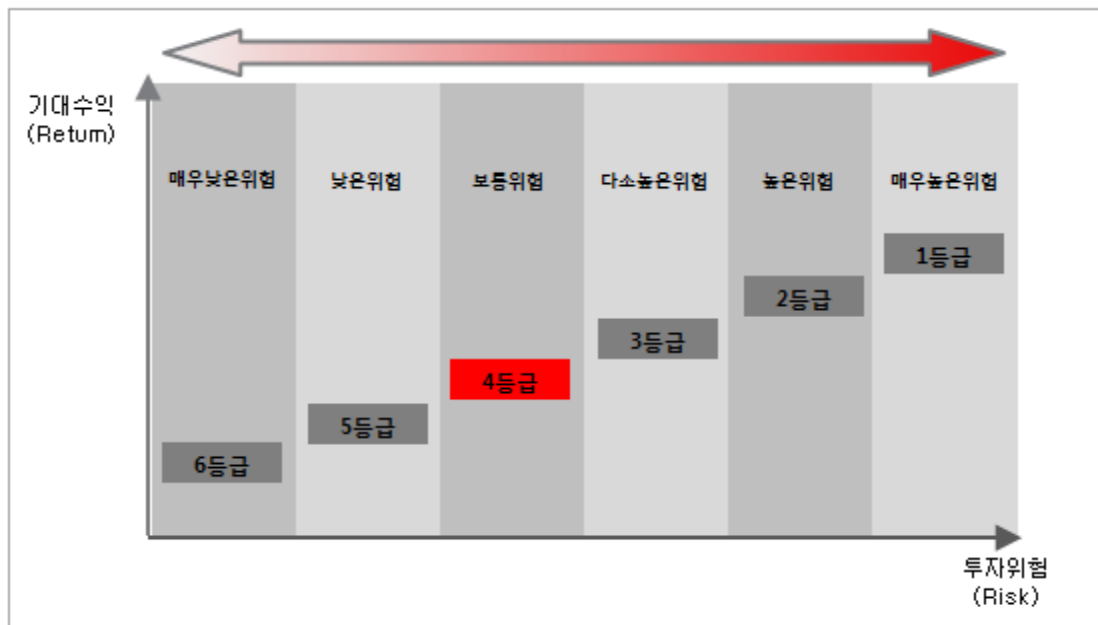 기대수익
(Retum)
매우낮은위험
낮은위험
보통위험
다소높은위험
높은위험
매우높은위험
1등급
2등급
3등급
4등급
5등급
6등급
투자위험
(Risk)